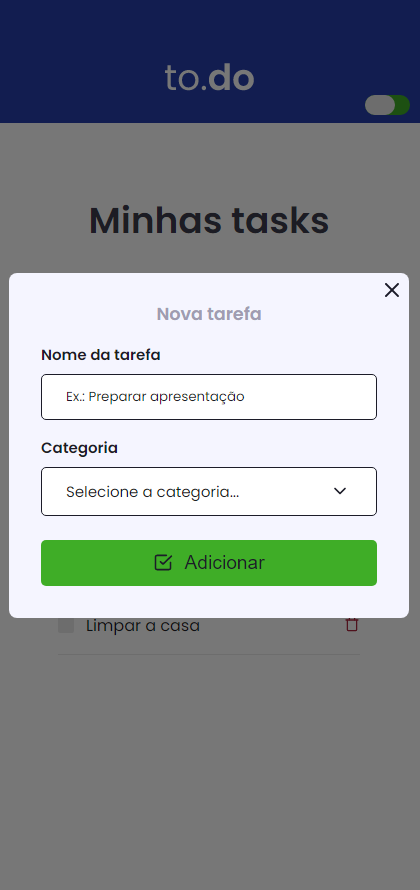 to.do
Minhas tasks
Nova tarefa
Nome da tarefa
Ex.: Preparar apresentação
Categoria
Selecione a categoria...
Adicionar
Limpar a casa